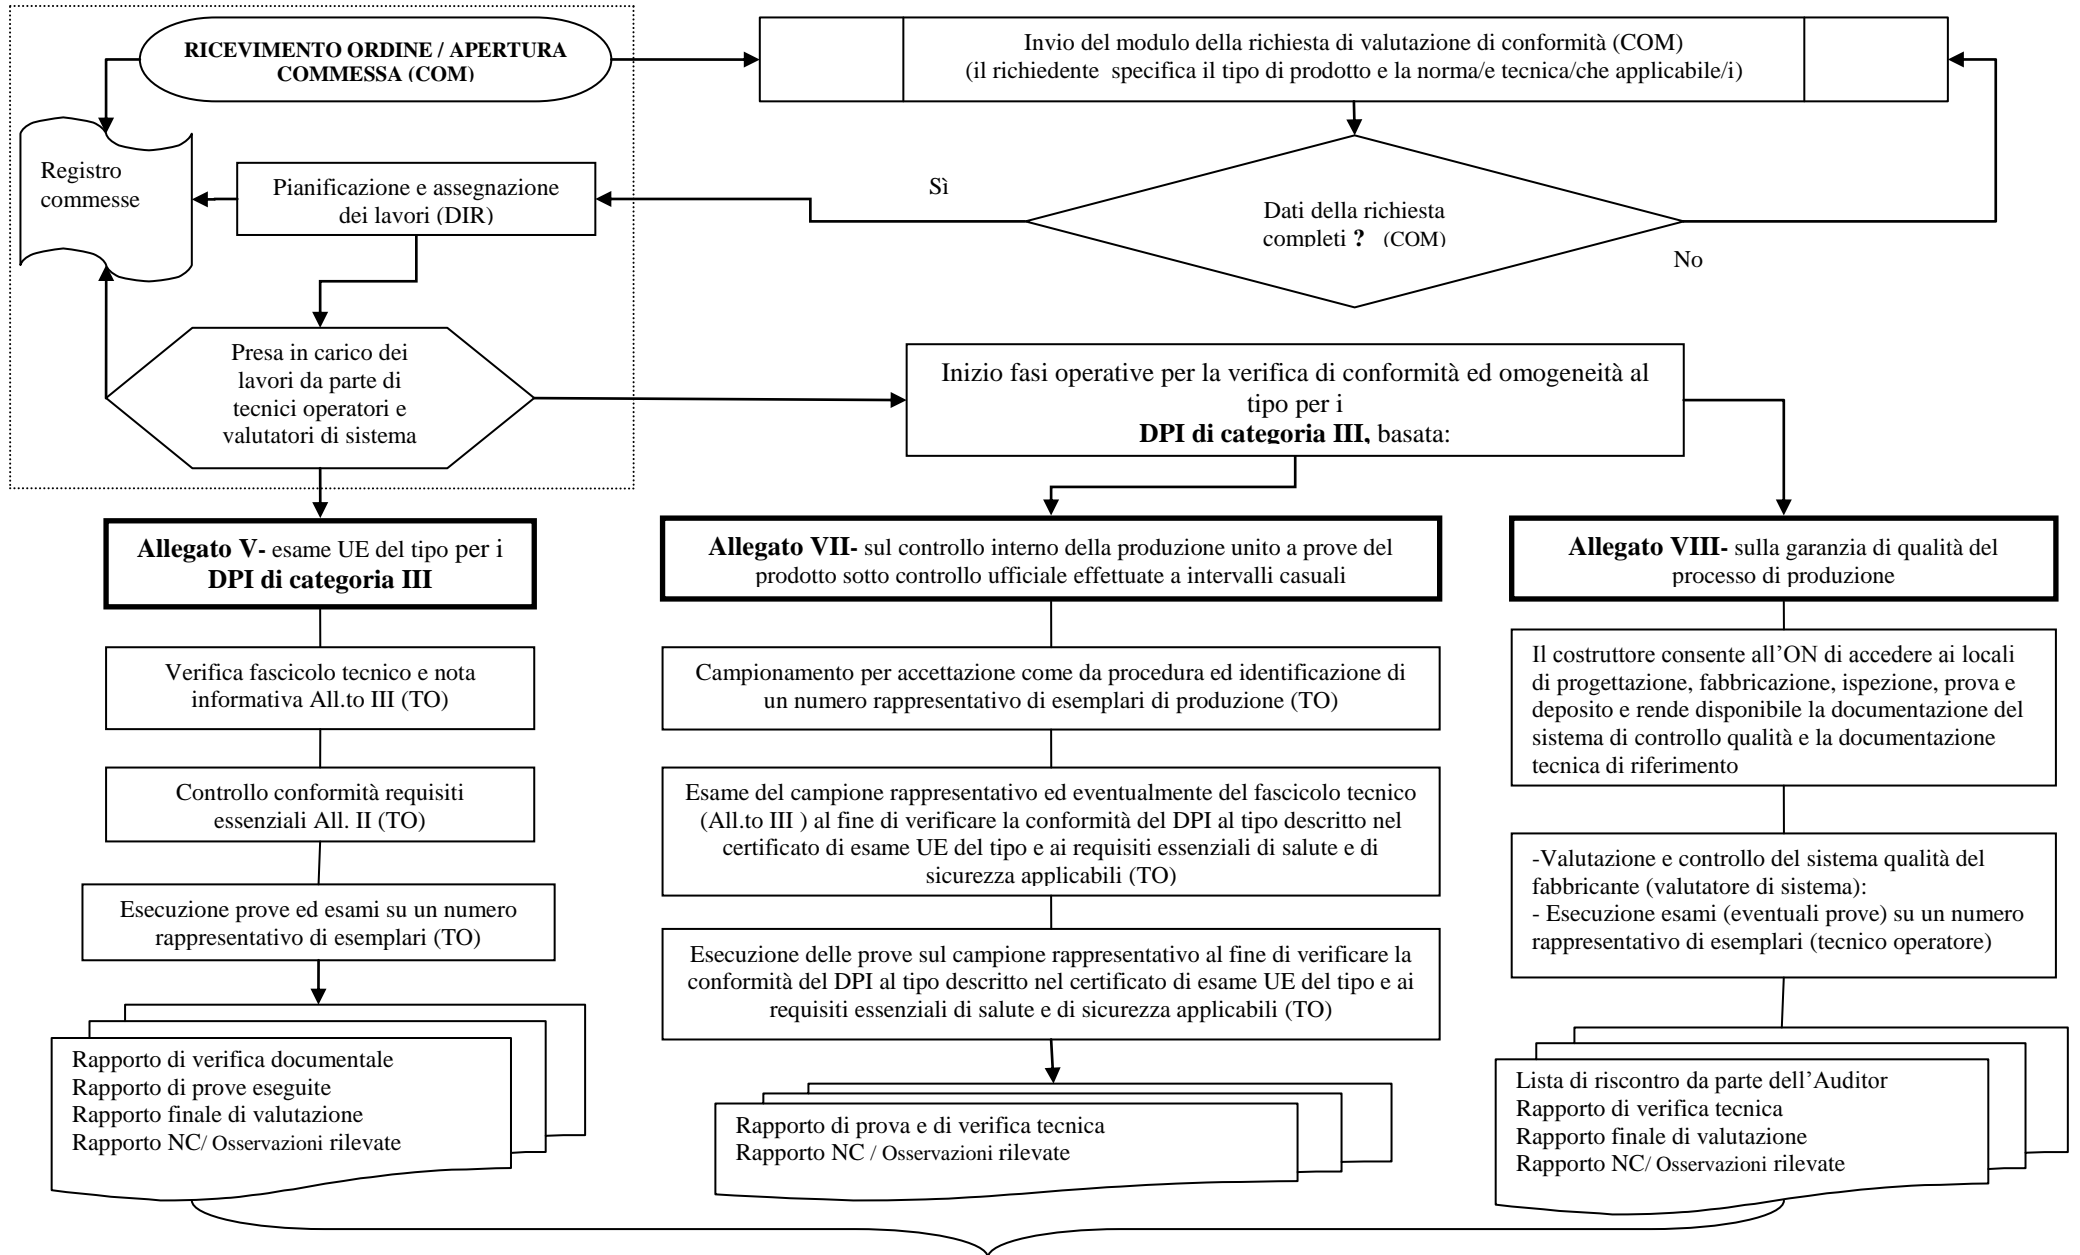 RICEVIMENTO ORDINE / APERTURA
COMMESSA (COM)
Invio del modulo della richiesta di valutazione di conformità (COM)
(il richiedente specifica il tipo di prodotto e la norma/e tecnica/che applicabile/i)
Registro
commesse
Pianificazione e assegnazione
dei lavori (DIR)
Sì
Dati della richiesta
completi ? (COM)
No
Presa in carico dei
lavori da parte di
tecnici operatori e
valutatori di sistema
Inizio fasi operative per la verifica di conformità ed omogeneità al
tipo per i
DPI di categoria III, basata:
Allegato V- esame UE del tipo per i
DPI di categoria III
Verifica fascicolo tecnico e nota
informativa All.to III (TO)
Controllo conformità requisiti
essenziali All. II (TO)
Esecuzione prove ed esami su un numero
rappresentativo di esemplari (TO)
Rapporto di verifica documentale
Rapporto di prove eseguite
Rapporto finale di valutazione
Rapporto NC/ Osservazioni rilevate
Allegato VII- sul controllo interno della produzione unito a prove del
prodotto sotto controllo ufficiale effettuate a intervalli casuali
Campionamento per accettazione come da procedura ed identificazione di
un numero rappresentativo di esemplari di produzione (TO)
Esame del campione rappresentativo ed eventualmente del fascicolo tecnico
(All.to III ) al fine di verificare la conformità del DPI al tipo descritto nel
certificato di esame UE del tipo e ai requisiti essenziali di salute e di
sicurezza applicabili (TO)
Esecuzione delle prove sul campione rappresentativo al fine di verificare la
conformità del DPI al tipo descritto nel certificato di esame UE del tipo e ai
requisiti essenziali di salute e di sicurezza applicabili (TO)
Rapporto di prova e di verifica tecnica
Rapporto NC / Osservazioni rilevate
Allegato VIII- sulla garanzia di qualità del
processo di produzione
Il costruttore consente all’ON di accedere ai locali
di progettazione, fabbricazione, ispezione, prova e
deposito e rende disponibile la documentazione del
sistema di controllo qualità e la documentazione
tecnica di riferimento
-Valutazione e controllo del sistema qualità del
fabbricante (valutatore di sistema):
- Esecuzione esami (eventuali prove) su un numero
rappresentativo di esemplari (tecnico operatore)
Lista di riscontro da parte dell’Auditor
Rapporto di verifica tecnica
Rapporto finale di valutazione
Rapporto NC/ Osservazioni rilevate